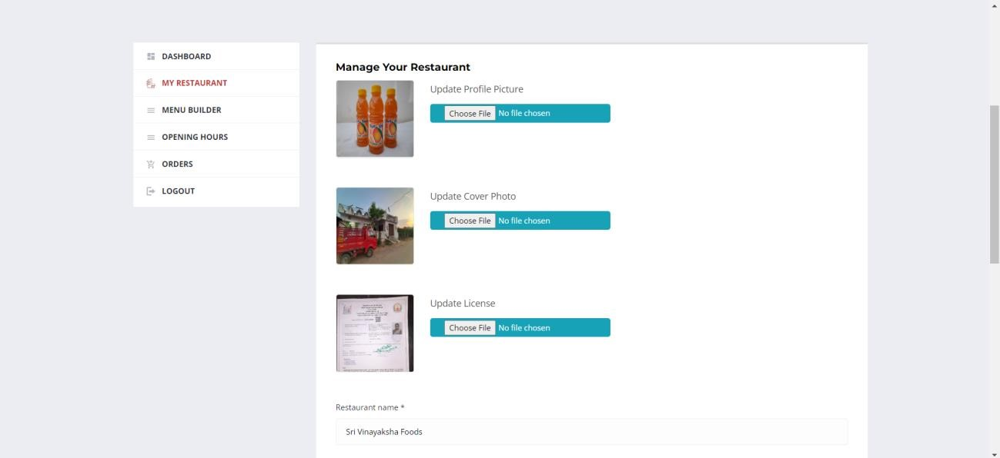 DASHBOARD
MY RESTAURANT
MENU BUILDER
OPENING HOURS
ORDERS
LOGOUT
Manage Your Restaurant
Update Profile Picture
Choose File No file chosen
Update Cover Photo
Choose File No file chosen
Update License
Choose File No file chosen
Restaurant name *
Sri Vinayaksha Foods